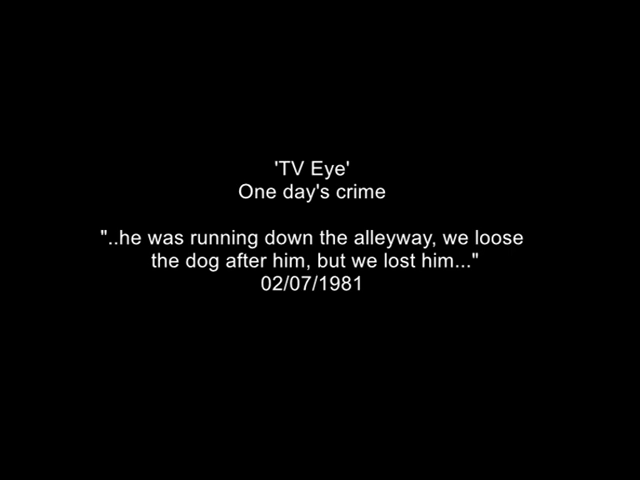 'TV Eye'
One day's crime
"..he was running down the alleyway, we loose
the dog after him, but we lost him..."
02/07/1981